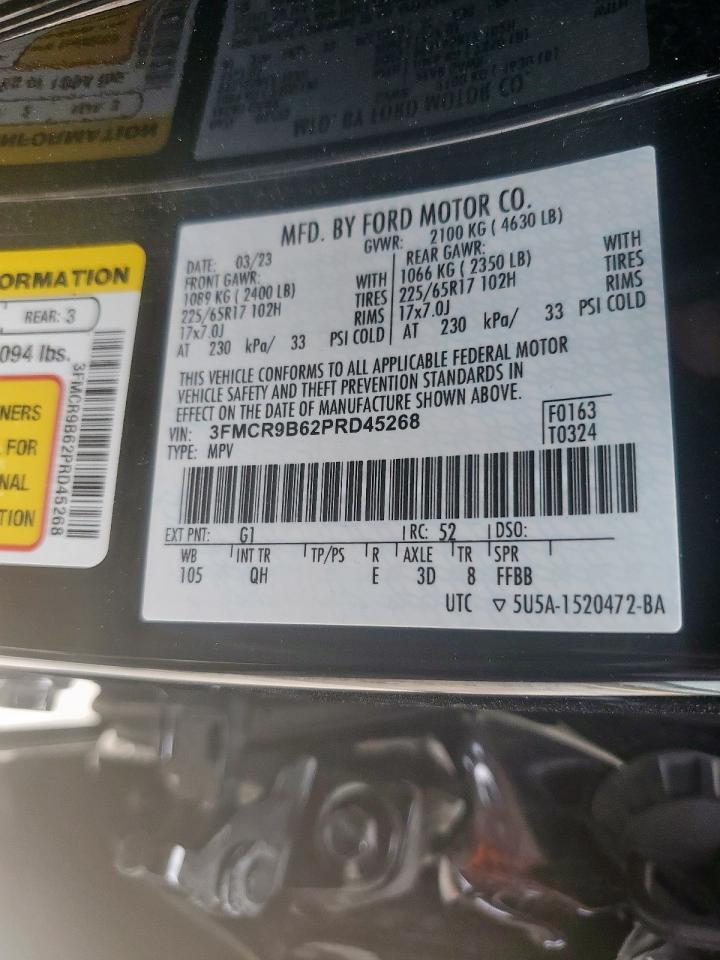 MFD. BY FORD MOTOR CO.
DATE: 03/23 GVWR: 2100 KG ( 4630 LB)
FRONT GAWR: REAR GAWR:
1089 KG ( 2400 LB) WITH 1066 KG ( 2350 LB) WITH
225/65R17 102H TIRES 225/65R17 102H TIRES
17x7.0J RIMS 17x7.0J RIMS
AT 230 kPa/ 33 PSI COLD AT 230 kPa/ 33 PSI COLD
THIS VEHICLE CONFORMS TO ALL APPLICABLE FEDERAL MOTOR
VEHICLE SAFETY AND THEFT PREVENTION STANDARDS IN
EFFECT ON THE DATE OF MANUFACTURE SHOWN ABOVE.
VIN: 3FMCR9B62PRD45268 F0163
TYPE: MPV T0324
EXT PNT: G1 RC: 52 DSO:
WB INT TR TP/PS R AXLE TR SPR
105 QH E 3D 8 FFBB
UTC ▽ 5U5A-1520472-BA
ORMATION
REAR: 3
094 lbs.
3FMCR9B62PRD45268
NERS
FOR
NAL
TION